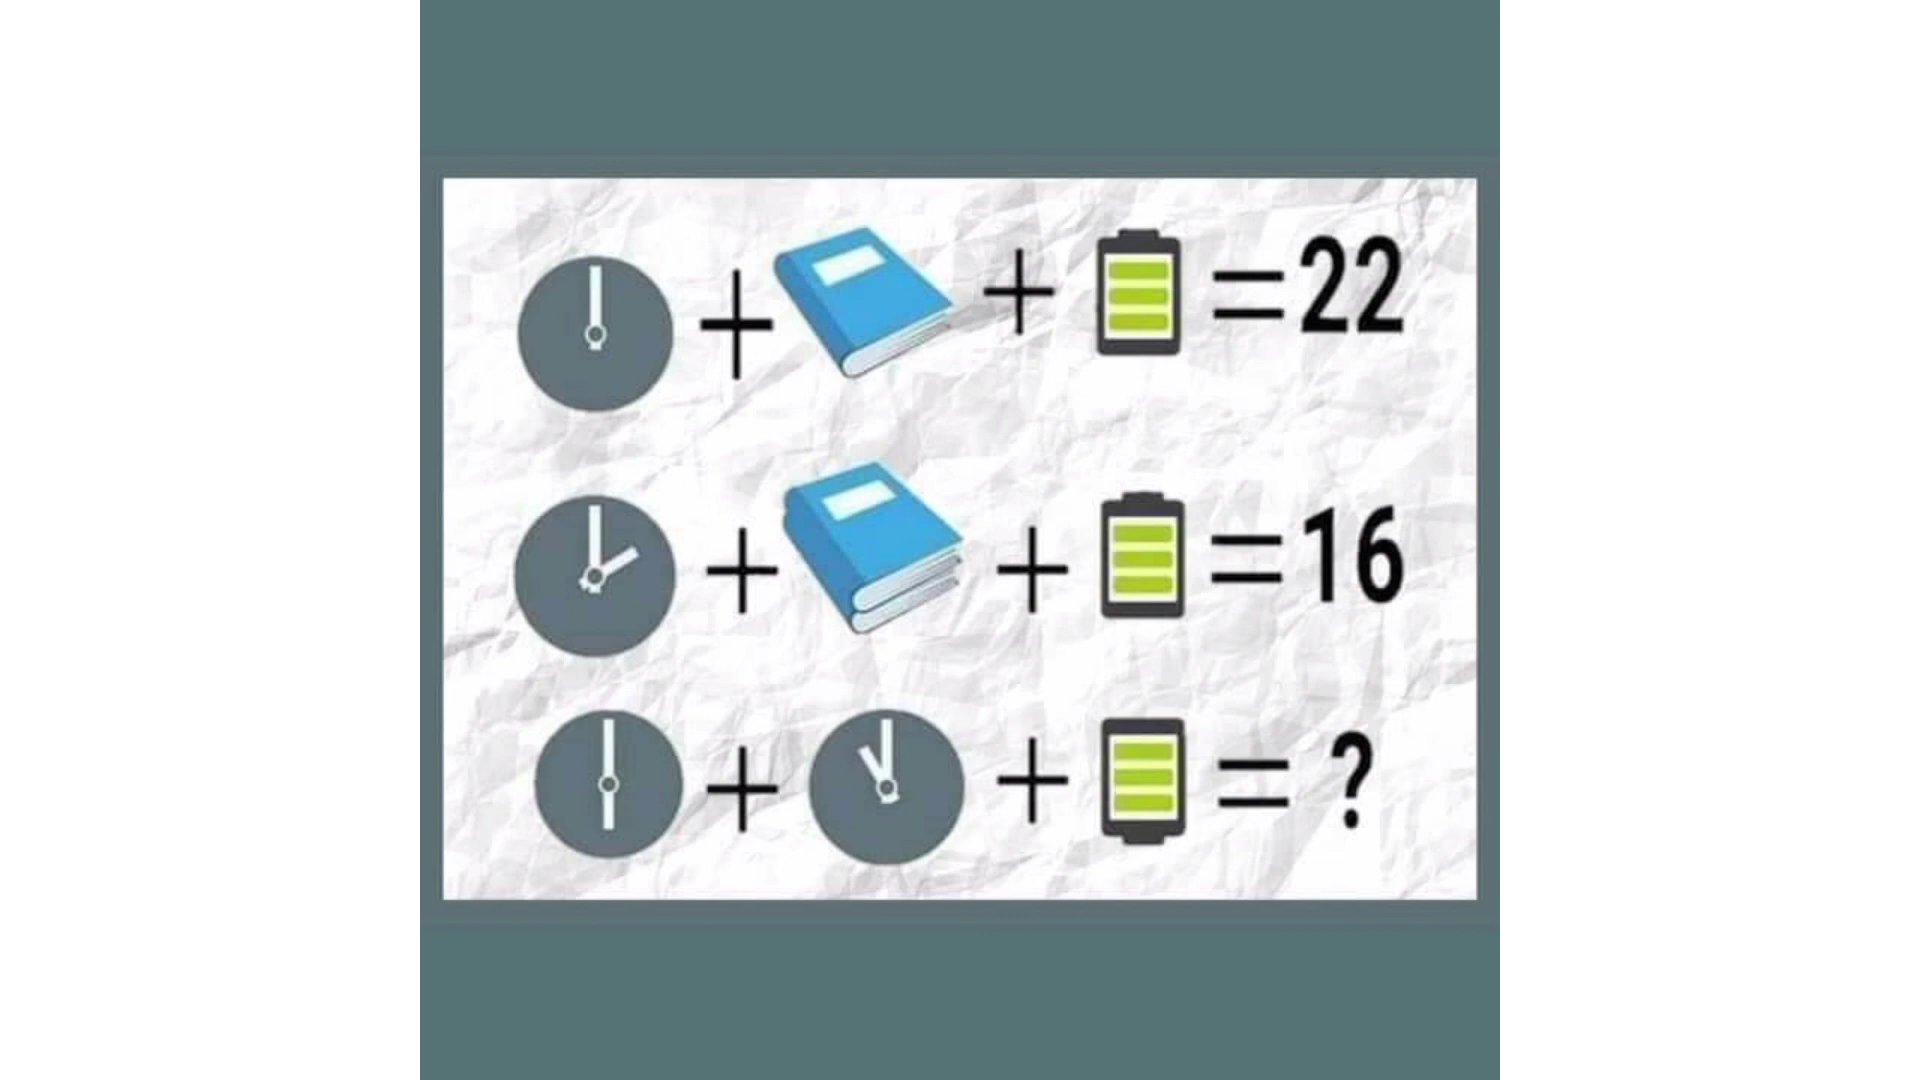 + + =22
+ + =16
+ + = ?